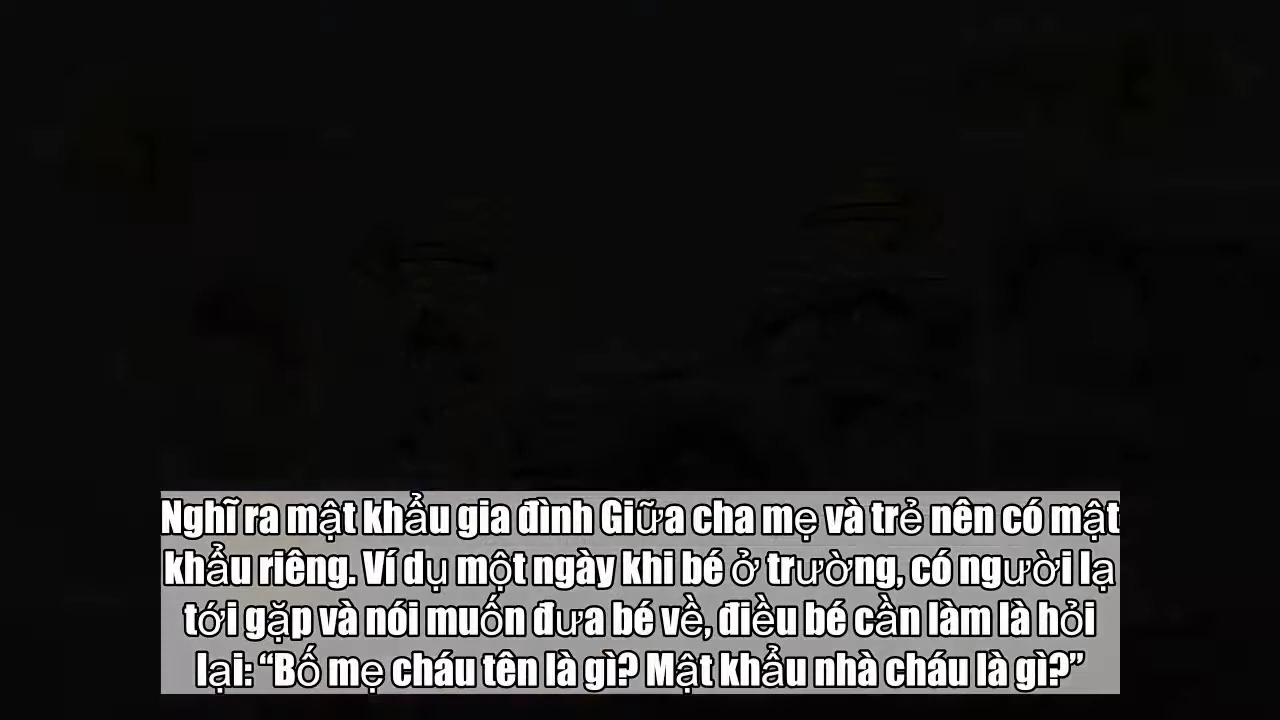 Nghĩ ra mật khẩu gia đình Giữa cha mẹ và trẻ nên có mật
khẩu riêng. Ví dụ một ngày khi bé ở trường, có người lạ
tới gặp và nói muốn đưa bé về, điều bé cần làm là hỏi
lại: “Bố mẹ cháu tên là gì? Mật khẩu nhà cháu là gì?”